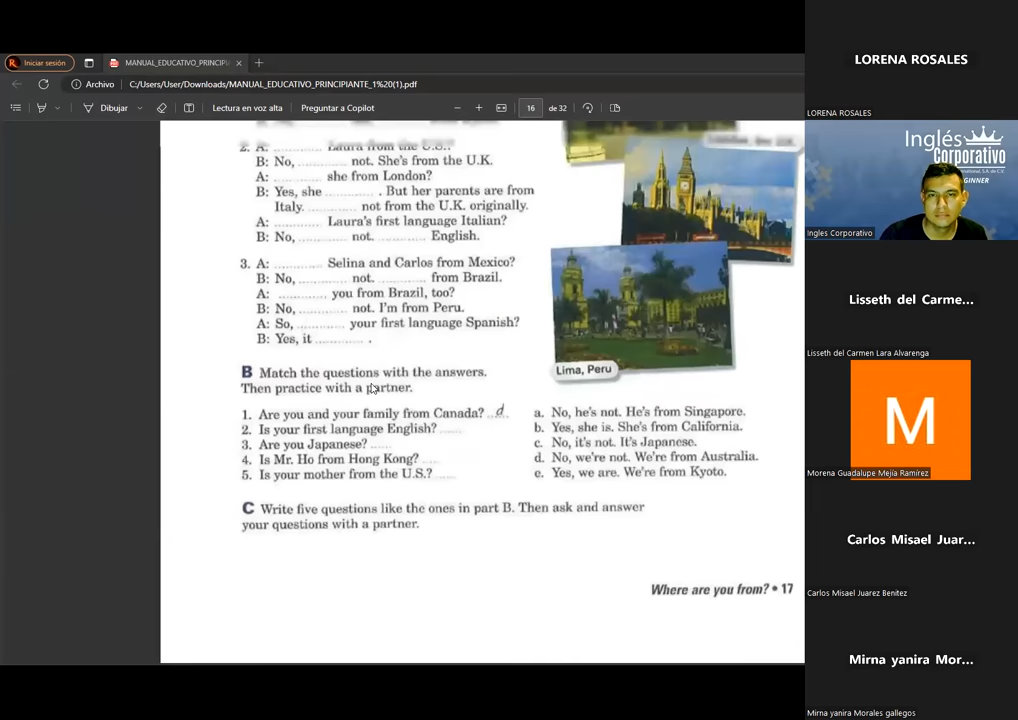 Iniciar sesión
MANUAL_EDUCATIVO_PRINCIPI
Archivo
C:/Users/User/Downloads/MANUAL_EDUCATIVO_PRINCIPIANTE_1%20(1).pdf
Dibujar
Lectura en voz alta
Preguntar a Copilot
16
de 32
2. A: ............ Laura from the U.S.?
B: No, ............ not. She's from the U.K.
A: ............ she from London?
B: Yes, she ............ . But her parents are from
Italy. ............ not from the U.K. originally.
A: ............ Laura's first language Italian?
B: No, ............ not. ............ English.
3. A: ............ Selina and Carlos from Mexico?
B: No, ............ not. ............ from Brazil.
A: ............ you from Brazil, too?
B: No, ............ not. I'm from Peru.
A: So, ............ your first language Spanish?
B: Yes, it ............ .
Lima, Peru
B Match the questions with the answers.
Then practice with a partner.
1. Are you and your family from Canada? ...d...
2. Is your first language English? ......
3. Are you Japanese? ......
4. Is Mr. Ho from Hong Kong? ......
5. Is your mother from the U.S.? ......
a. No, he's not. He's from Singapore.
b. Yes, she is. She's from California.
c. No, it's not. It's Japanese.
d. No, we're not. We're from Australia.
e. Yes, we are. We're from Kyoto.
C Write five questions like the ones in part B. Then ask and answer
your questions with a partner.
Where are you from? • 17
LORENA ROSALES
LORENA ROSALES
Inglés
Corporativo
GINNER
Ingles Corporativo
Lisseth del Carme...
Lisseth del Carmen Lara Alvarenga
M
Morena Guadalupe Mejía Ramírez
Carlos Misael Juar...
Carlos Misael Juarez Benitez
Mirna yanira Mor...
Mirna yanira Morales gallegos